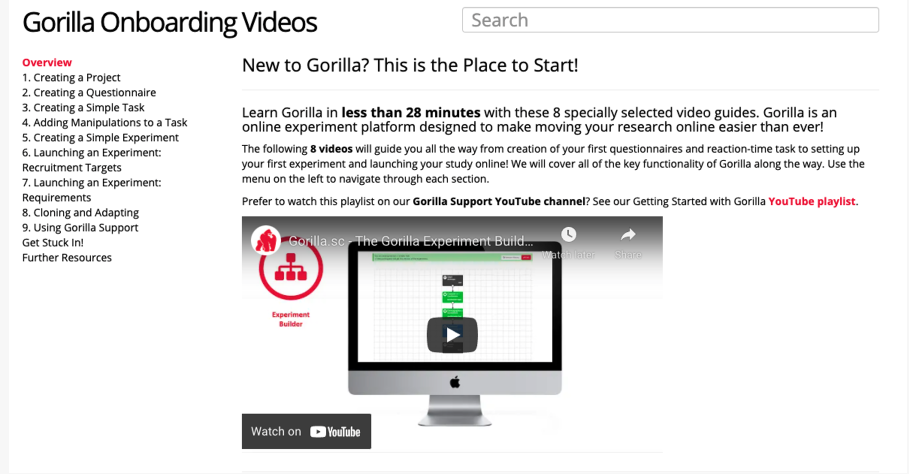 Gorilla Onboarding Videos
Search
Overview
1. Creating a Project
2. Creating a Questionnaire
3. Creating a Simple Task
4. Adding Manipulations to a Task
5. Creating a Simple Experiment
6. Launching an Experiment:
Recruitment Targets
7. Launching an Experiment:
Requirements
8. Cloning and Adapting
9. Using Gorilla Support
Get Stuck In!
Further Resources
New to Gorilla? This is the Place to Start!
Learn Gorilla in less than 28 minutes with these 8 specially selected video guides. Gorilla is an
online experiment platform designed to make moving your research online easier than ever!
The following 8 videos will guide you all the way from creation of your first questionnaires and reaction-time task to setting up
your first experiment and launching your study online! We will cover all of the key functionality of Gorilla along the way. Use the
menu on the left to navigate through each section.
Prefer to watch this playlist on our Gorilla Support YouTube channel? See our Getting Started with Gorilla YouTube playlist.
Gorilla.sc - The Gorilla Experiment Build...
Watch later
Share
Experiment
Builder
Watch on YouTube